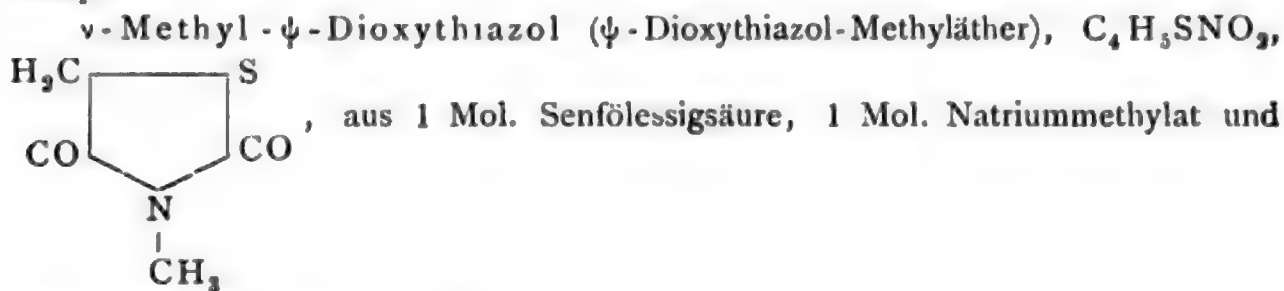 ν-Methyl-ψ-Dioxythiazol (ψ-Dioxythiazol-Methyläther), C₄H₅SNO₂,
H₂C S
, aus 1 Mol. Senfölessigsäure, 1 Mol. Natriummethylat und
CO CO
N
CH₃